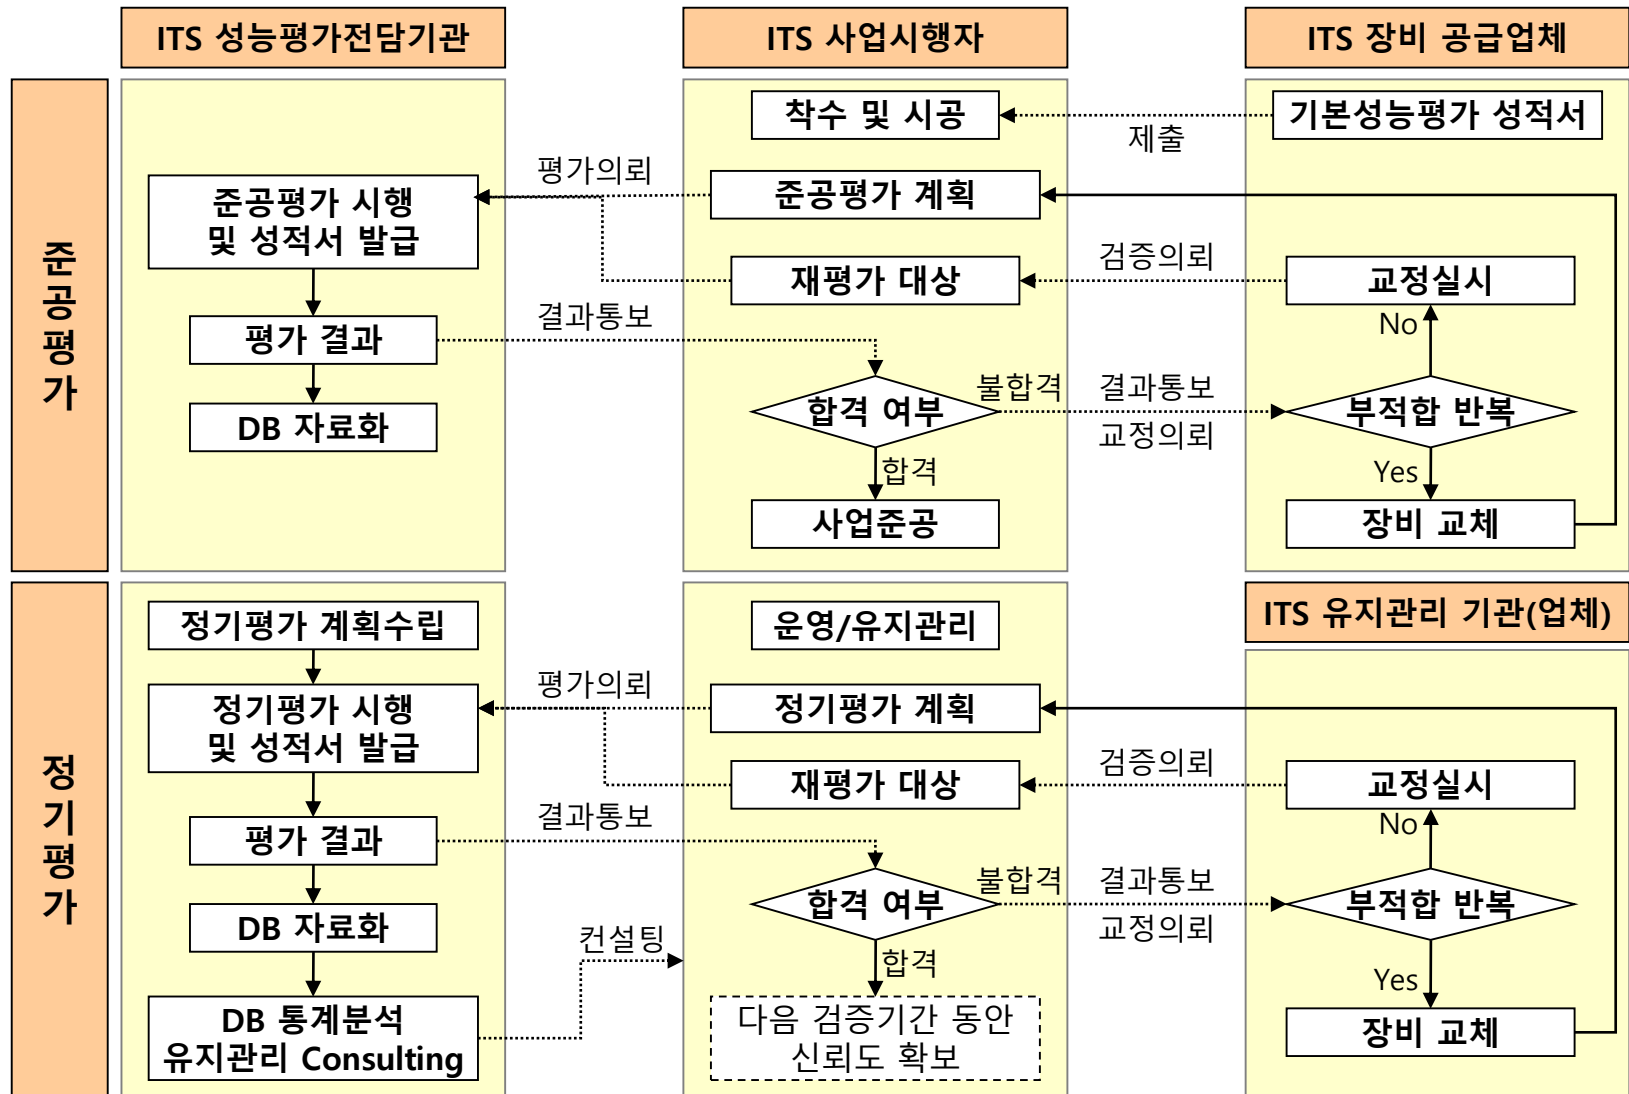 ITS 성능평가전담기관
ITS 사업시행자
ITS 장비 공급업체
준공평가
착수 및 시공
제출
기본성능평가 성적서
평가의뢰
준공평가 계획
준공평가 시행
및 성적서 발급
재평가 대상
검증의뢰
교정실시
No
결과통보
평가 결과
합격 여부
불합격
결과통보
교정의뢰
부적합 반복
DB 자료화
합격
Yes
사업준공
장비 교체
정기평가
ITS 유지관리 기관(업체)
정기평가 계획수립
운영/유지관리
평가의뢰
정기평가 계획
정기평가 시행
및 성적서 발급
재평가 대상
검증의뢰
교정실시
No
결과통보
평가 결과
합격 여부
불합격
결과통보
교정의뢰
부적합 반복
DB 자료화
컨설팅
합격
Yes
DB 통계분석
유지관리 Consulting
다음 검증기간 동안
신뢰도 확보
장비 교체